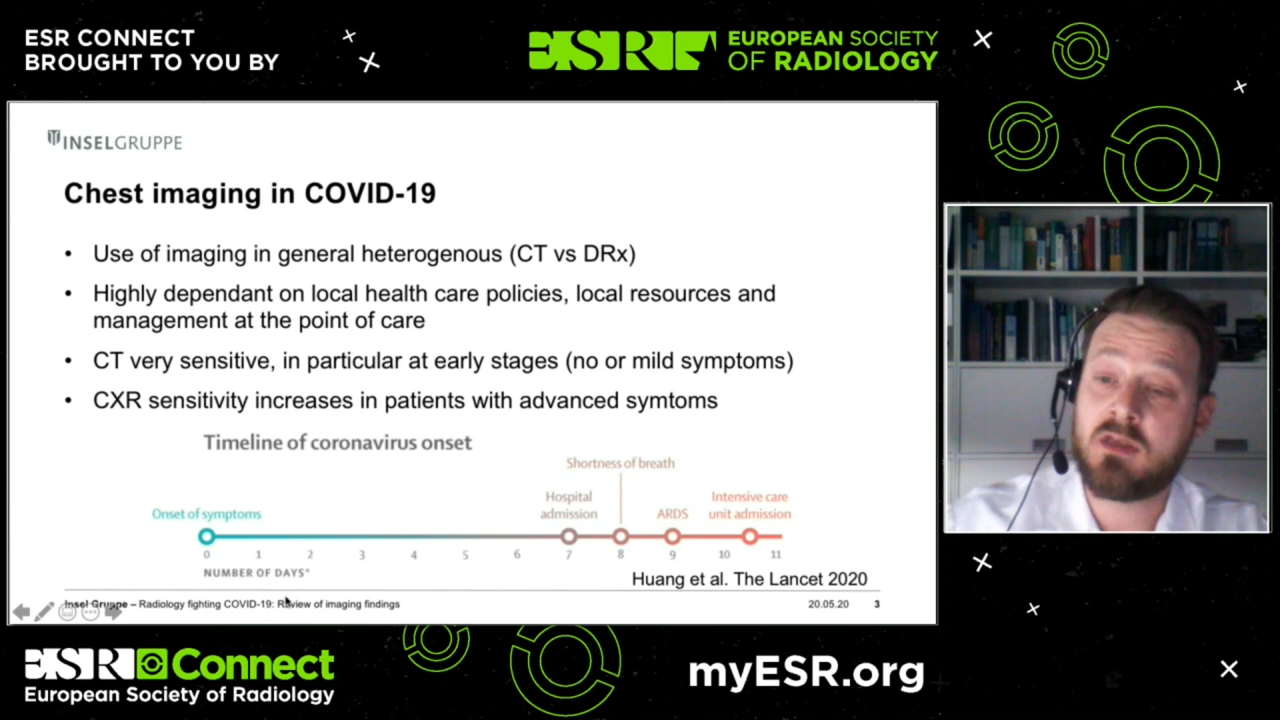 ESR CONNECT
BROUGHT TO YOU BY
ESR
EUROPEAN SOCIETY
OF RADIOLOGY
INSELGRUPPE
Chest imaging in COVID-19
• Use of imaging in general heterogenous (CT vs DRx)
• Highly dependant on local health care policies, local resources and
management at the point of care
• CT very sensitive, in particular at early stages (no or mild symptoms)
• CXR sensitivity increases in patients with advanced symtoms
Timeline of coronavirus onset
Shortness of breath
Onset of symptoms
Hospital
admission
ARDS
Intensive care
unit admission
0 1 2 3 4 5 6 7 8 9 10 11
NUMBER OF DAYS*
Huang et al. The Lancet 2020
Insel Gruppe – Radiology fighting COVID-19: Review of imaging findings
20.05.20 3
ESR Connect
European Society of Radiology
myESR.org